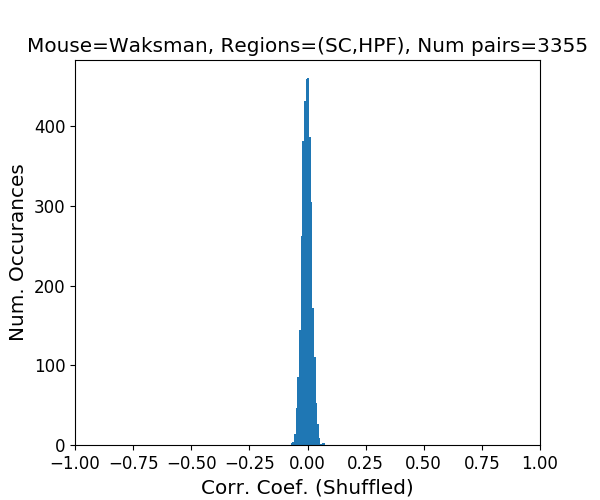 Mouse=Waksman, Regions=(SC,HPF), Num pairs=3355
Num. Occurances
400
300
200
100
0
−1.00 −0.75 −0.50 −0.25 0.00 0.25 0.50 0.75 1.00
Corr. Coef. (Shuffled)